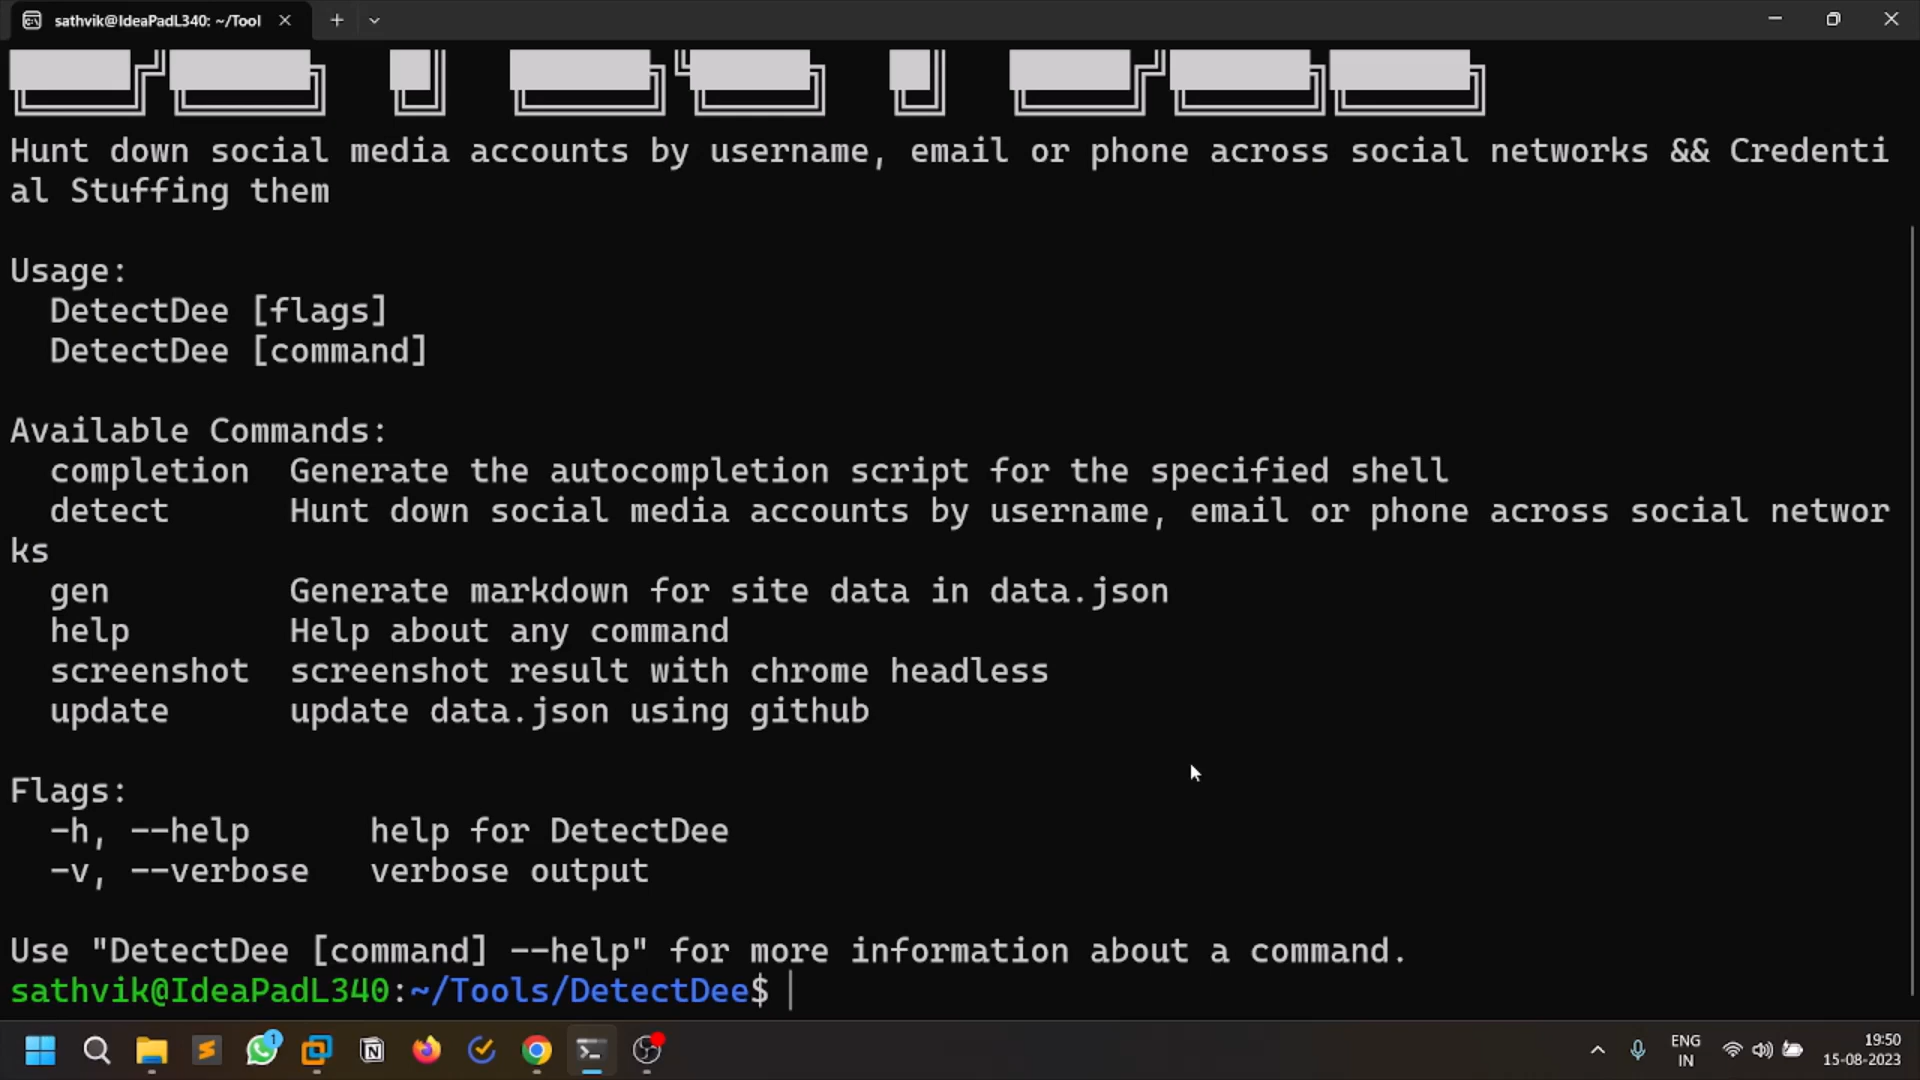 sathvik@IdeaPadL340: ~/Tool
Hunt down social media accounts by username, email or phone across social networks && Credenti
al Stuffing them
Usage:
DetectDee [flags]
DetectDee [command]
Available Commands:
completion Generate the autocompletion script for the specified shell
detect Hunt down social media accounts by username, email or phone across social networ
ks
gen Generate markdown for site data in data.json
help Help about any command
screenshot screenshot result with chrome headless
update update data.json using github
Flags:
-h, --help help for DetectDee
-v, --verbose verbose output
Use "DetectDee [command] --help" for more information about a command.
sathvik@IdeaPadL340:~/Tools/DetectDee$
1
ENG
IN
19:50
15-08-2023